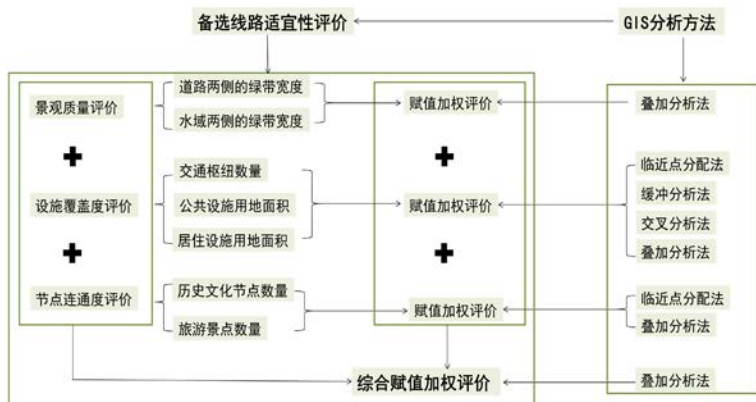 备选线路适宜性评价
GIS分析方法
景观质量评价
道路两侧的绿带宽度
水域两侧的绿带宽度
赋值加权评价
叠加分析法
设施覆盖度评价
交通枢纽数量
公共设施用地面积
居住设施用地面积
赋值加权评价
临近点分配法
缓冲分析法
交叉分析法
叠加分析法
节点连通度评价
历史文化节点数量
旅游景点数量
赋值加权评价
临近点分配法
叠加分析法
综合赋值加权评价
叠加分析法